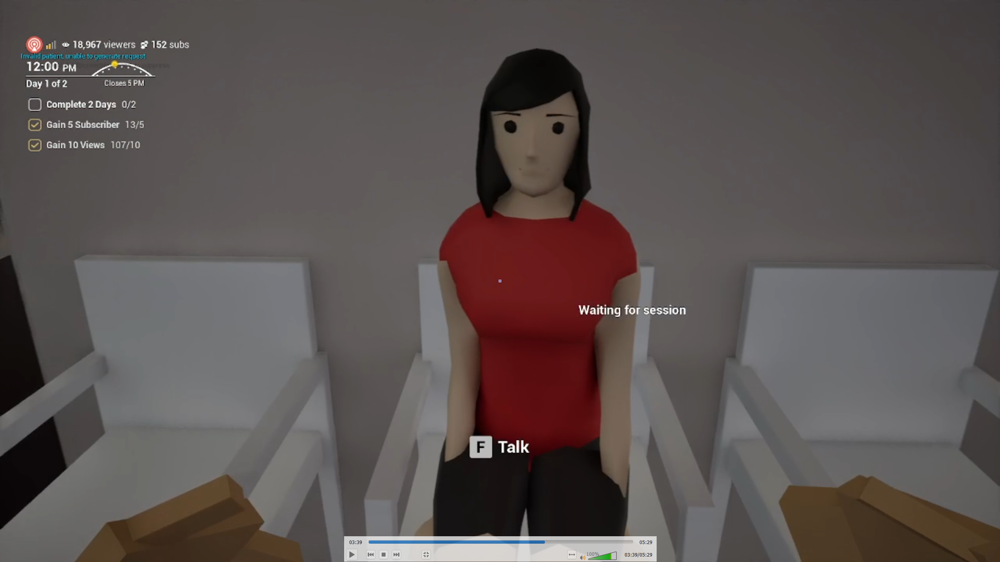 18,967 viewers 152 subs
Invalid patient, unable to generate request
12:00 PM
Day 1 of 2 Closes 5 PM
Complete 2 Days 0/2
Gain 5 Subscriber 13/5
Gain 10 Views 107/10
Waiting for session
F Talk
03:39 05:29
100% 03:39/05:29